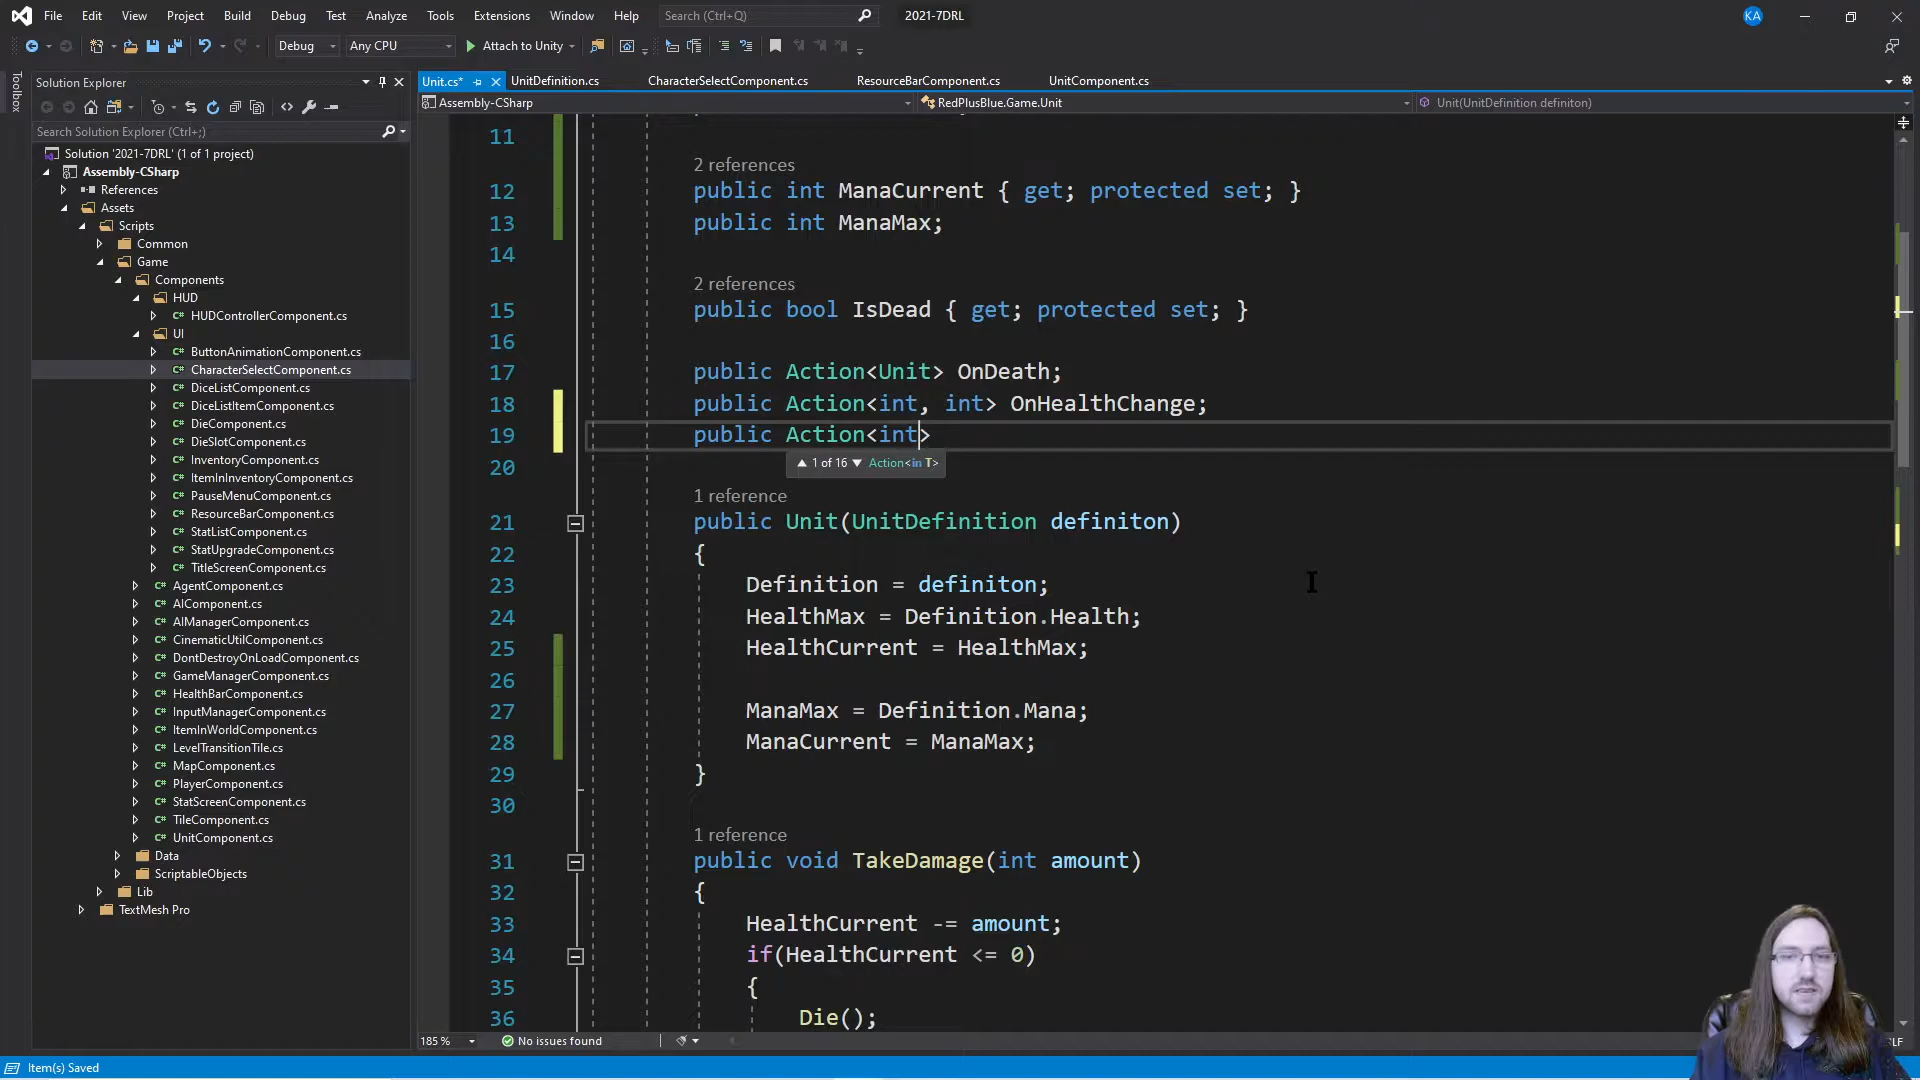 File Edit View Project Build Debug Test Analyze Tools Extensions Window Help Search (Ctrl+Q) 2021-7DRL KA
Debug Any CPU Attach to Unity
Toolbox
Solution Explorer
Search Solution Explorer (Ctrl+;)
Solution '2021-7DRL' (1 of 1 project)
Assembly-CSharp
References
Assets
Scripts
Common
Game
Components
HUD
C# HUDControllerComponent.cs
UI
C# ButtonAnimationComponent.cs
C# CharacterSelectComponent.cs
C# DiceListComponent.cs
C# DiceListItemComponent.cs
C# DieComponent.cs
C# DieSlotComponent.cs
C# InventoryComponent.cs
C# ItemInInventoryComponent.cs
C# PauseMenuComponent.cs
C# ResourceBarComponent.cs
C# StatListComponent.cs
C# StatUpgradeComponent.cs
C# TitleScreenComponent.cs
C# AgentComponent.cs
C# AIComponent.cs
C# AIManagerComponent.cs
C# CinematicUtilComponent.cs
C# DontDestroyOnLoadComponent.cs
C# GameManagerComponent.cs
C# HealthBarComponent.cs
C# InputManagerComponent.cs
C# ItemInWorldComponent.cs
C# LevelTransitionTile.cs
C# MapComponent.cs
C# PlayerComponent.cs
C# StatScreenComponent.cs
C# TileComponent.cs
C# UnitComponent.cs
Data
ScriptableObjects
Lib
TextMesh Pro
Unit.cs* UnitDefinition.cs CharacterSelectComponent.cs ResourceBarComponent.cs UnitComponent.cs
Assembly-CSharp RedPlusBlue.Game.Unit Unit(UnitDefinition definiton)
11
2 references
12 public int ManaCurrent { get; protected set; }
13 public int ManaMax;
14
2 references
15 public bool IsDead { get; protected set; }
16
17 public Action<Unit> OnDeath;
18 public Action<int, int> OnHealthChange;
19 public Action<int>
1 of 16 Action<in T>
20
1 reference
21 public Unit(UnitDefinition definiton)
22 {
23 Definition = definiton;
24 HealthMax = Definition.Health;
25 HealthCurrent = HealthMax;
26
27 ManaMax = Definition.Mana;
28 ManaCurrent = ManaMax;
29 }
30
1 reference
31 public void TakeDamage(int amount)
32 {
33 HealthCurrent -= amount;
34 if(HealthCurrent <= 0)
35 {
36 Die();
185 % No issues found
Item(s) Saved